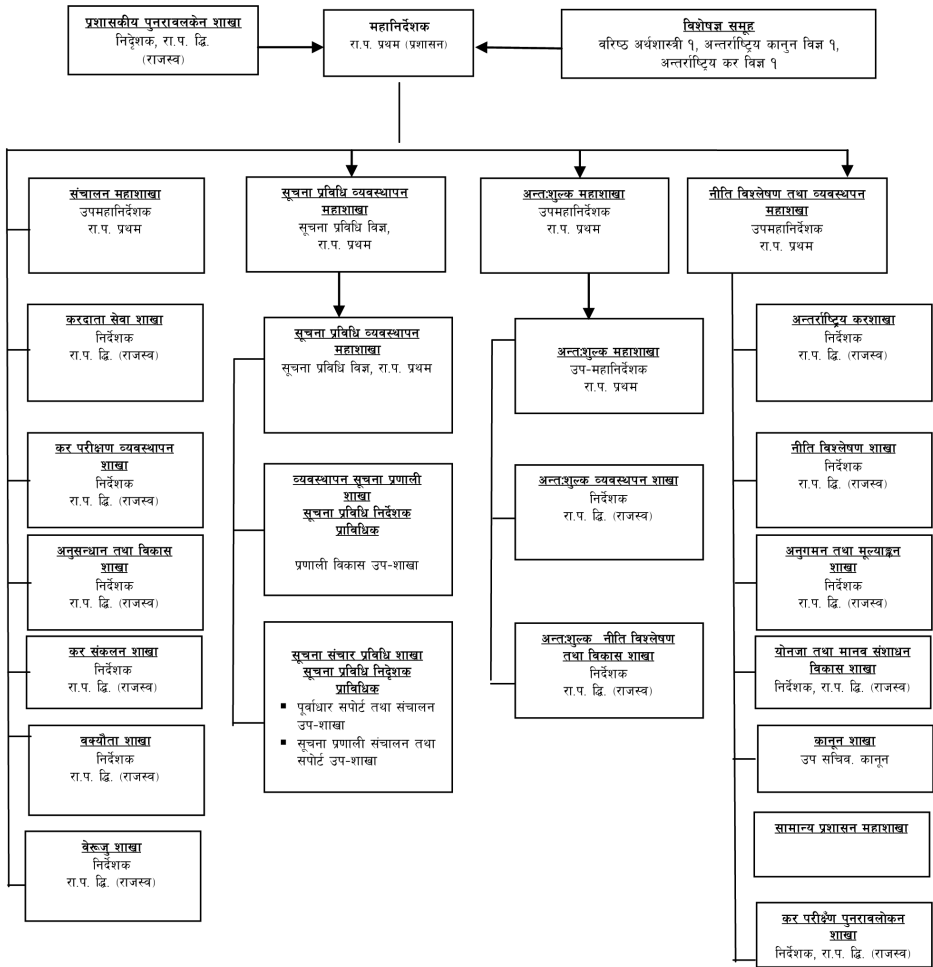 प्रशासकीय पुनरावलकेन शाखा
निदृेशक, रा.प. द्वि.
(राजस्व)
महानिर्देशक
रा.प. प्रथम (प्रशासन)
विशेषज्ञ समूह
वरिष्ठ अर्थशास्त्री १, अन्तर्राष्ट्रिय कानुन विज्ञ १,
अन्तर्राष्ट्रिय कर विज्ञ १
संचालन महाशाखा
उपमहानिर्देशक
रा.प. प्रथम
सूचना प्रविधि व्यवस्थापन
महाशाखा
सूचना प्रविधि विज्ञ,
रा.प. प्रथम
अन्त:शुल्क महाशाखा
उपमहानिर्देशक
रा.प. प्रथम
नीति विश्लेषण तथा व्यवस्थपन
महाशखा
उपमहानिर्देशक
रा.प. प्रथम
करदाता सेवा शाखा
निर्देशक
रा.प. द्वि. (राजस्व)
कर परीक्षण व्यवस्थापन
शाखा
निर्देशक
रा.प. द्वि. (राजस्व)
अनुसन्धान तथा विकास
शाखा
निर्देशक
रा.प. द्वि. (राजस्व)
कर संकलन शाखा
निर्देशक
रा.प. द्वि. (राजस्व)
वक्यौता शाखा
निर्देशक
रा.प. द्वि. (राजस्व)
वेरूजु शाखा
निर्देशक
रा.प. द्वि. (राजस्व)
सूचना प्रविधि व्यवस्थापन
महाशाखा
सूचना प्रविधि विज्ञ, रा.प. प्रथम
व्यवस्थापन सूचना प्रणाली
शाखा
सूचना प्रविधि निर्देशक
प्राविधिक
प्रणाली विकास उप-शाखा
सूचना संचार प्रविधि शाखा
सूचना प्रविधि निदृेशक
प्राविधिक
▪ पूर्वाधार सपोर्ट तथा संचालन
उप-शाखा
▪ सूचना प्रणाली संचालन तथा
सपोर्ट उप-शाखा
अन्त:शुल्क महाशाखा
उप-महानिर्देशक
रा.प. प्रथम
अन्त:शुल्क व्यवस्थपन शाखा
निर्देशक
रा.प. द्वि. (राजस्व)
अन्त:शुल्क नीति विश्लेषण
तथा विकास शाखा
निर्देशक
रा.प. द्वि. (राजस्व)
अन्तर्राष्ट्रिय करशाखा
निर्देशक
रा.प. द्वि. (राजस्व)
नीति विश्लेषण शाखा
निर्देशक
रा.प. द्वि. (राजस्व)
अनुगमन तथा मूल्याङ्कन
शाखा
निर्देशक
रा.प. द्वि. (राजस्व)
योनजा तथा मानव संशाधन
विकास शाखा
निर्देशक, रा.प. द्वि. (राजस्व)
कानून शाखा
उप सचिव. कानून
सामान्य प्रशासन महाशाखा
कर परीक्षँण पुनरावलोकन
शाखा
निर्देशक, रा.प. द्वि. (राजस्व)